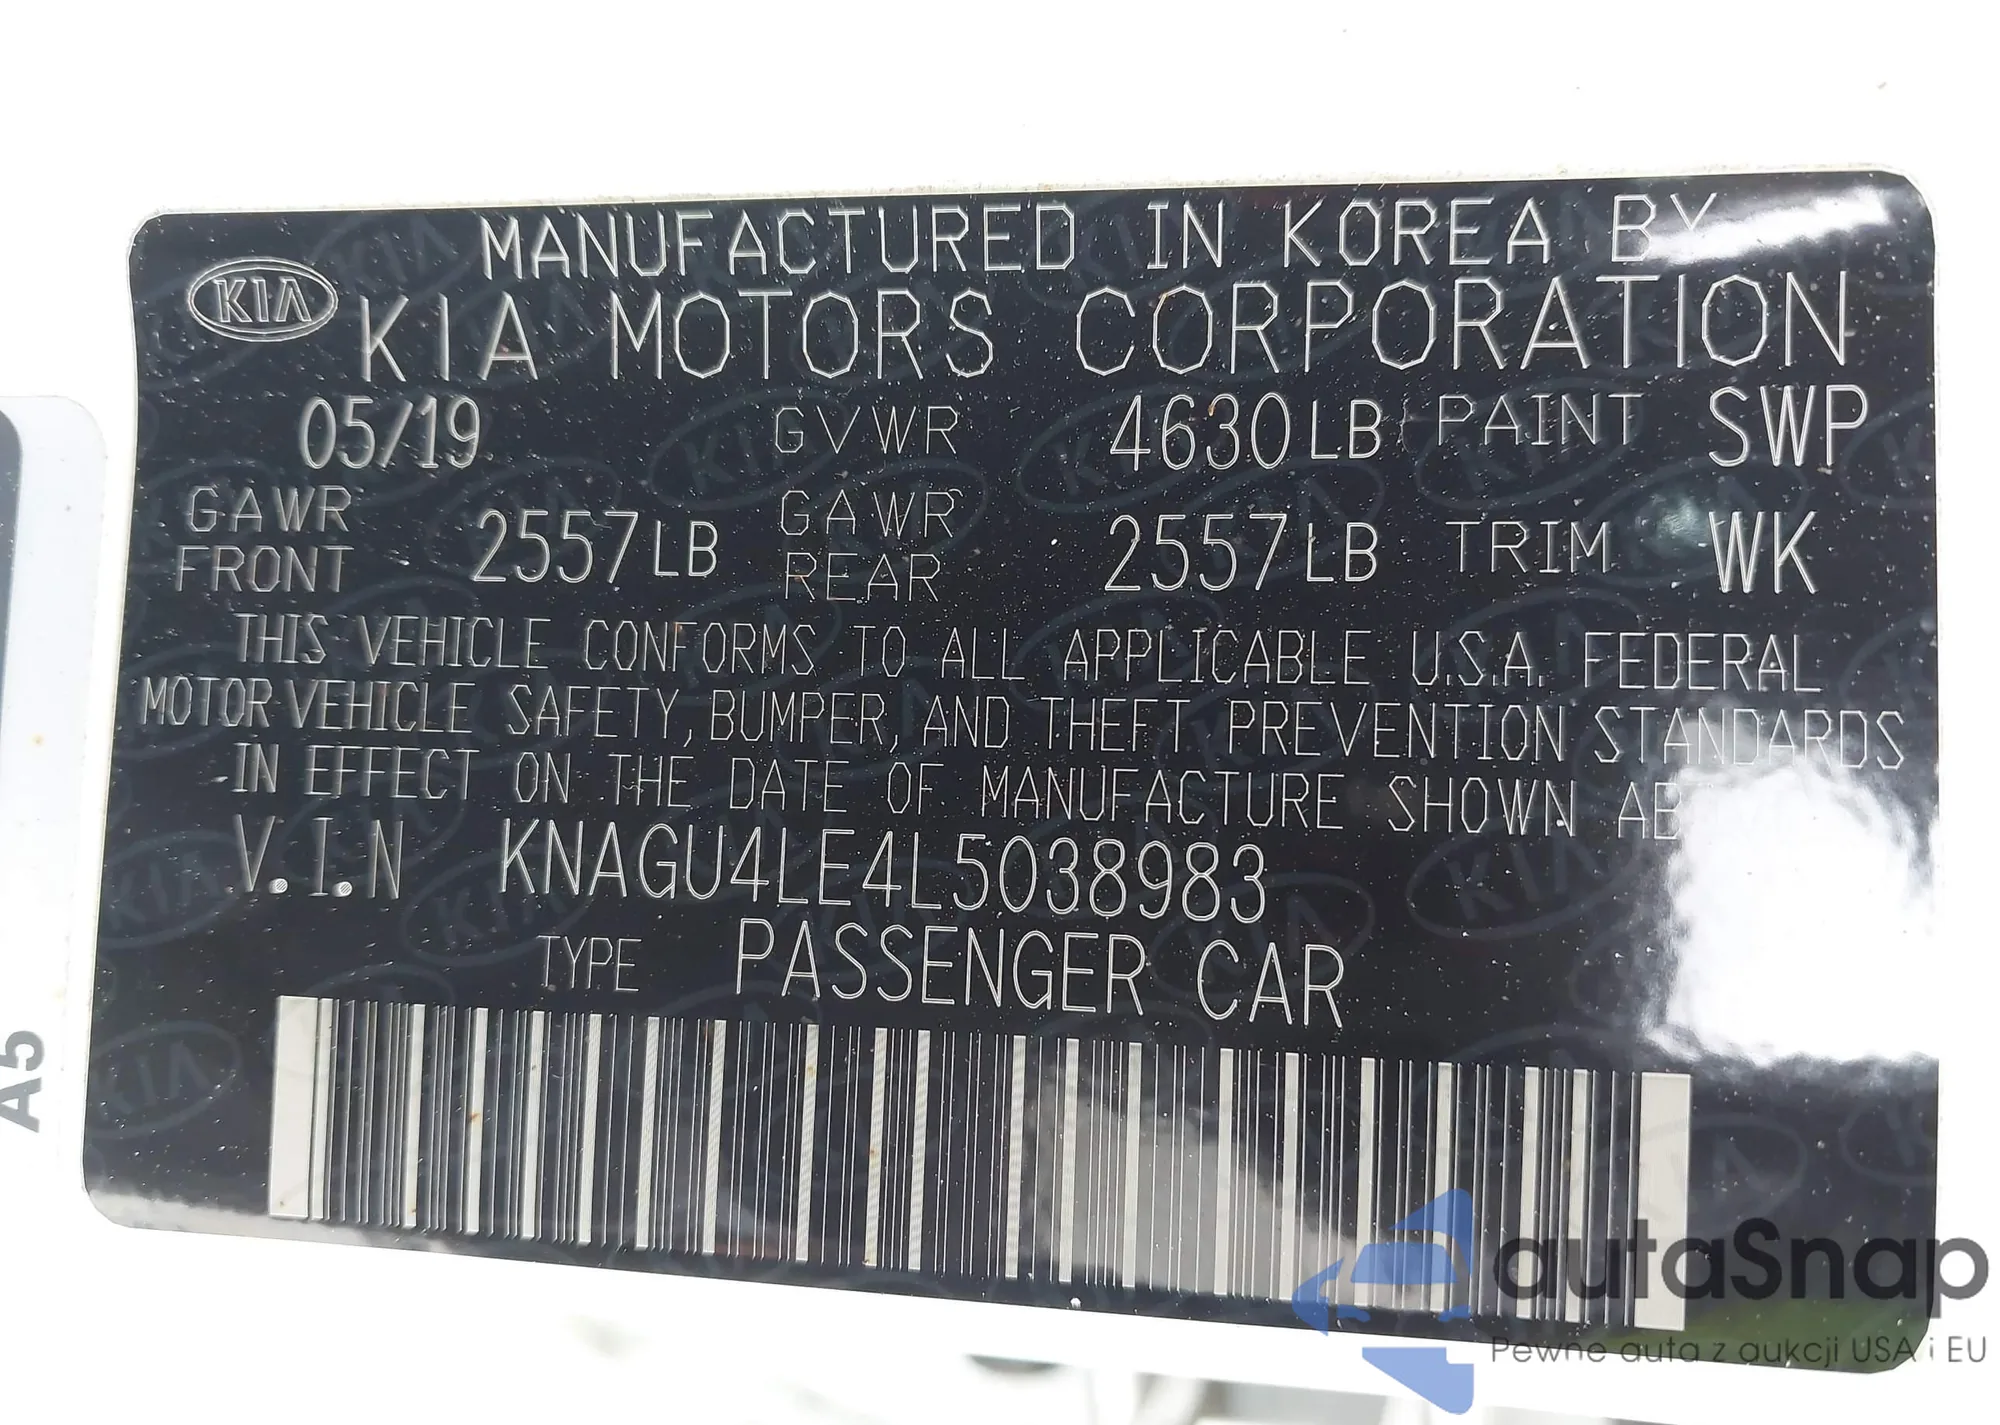 MANUFACTURED IN KOREA BY
KIA KIA MOTORS CORPORATION
05/19 GVWR 4630LB PAINT SWP
GAWR FRONT 2557LB GAWR REAR 2557LB TRIM WK
THIS VEHICLE CONFORMS TO ALL APPLICABLE U.S.A. FEDERAL
MOTOR VEHICLE SAFETY, BUMPER, AND THEFT PREVENTION STANDARDS
IN EFFECT ON THE DATE OF MANUFACTURE SHOWN
V.I.N KNAGU4LE4L5038983
TYPE PASSENGER CAR
A5
autaSnap
Pewne auta z aukcji USA i EU